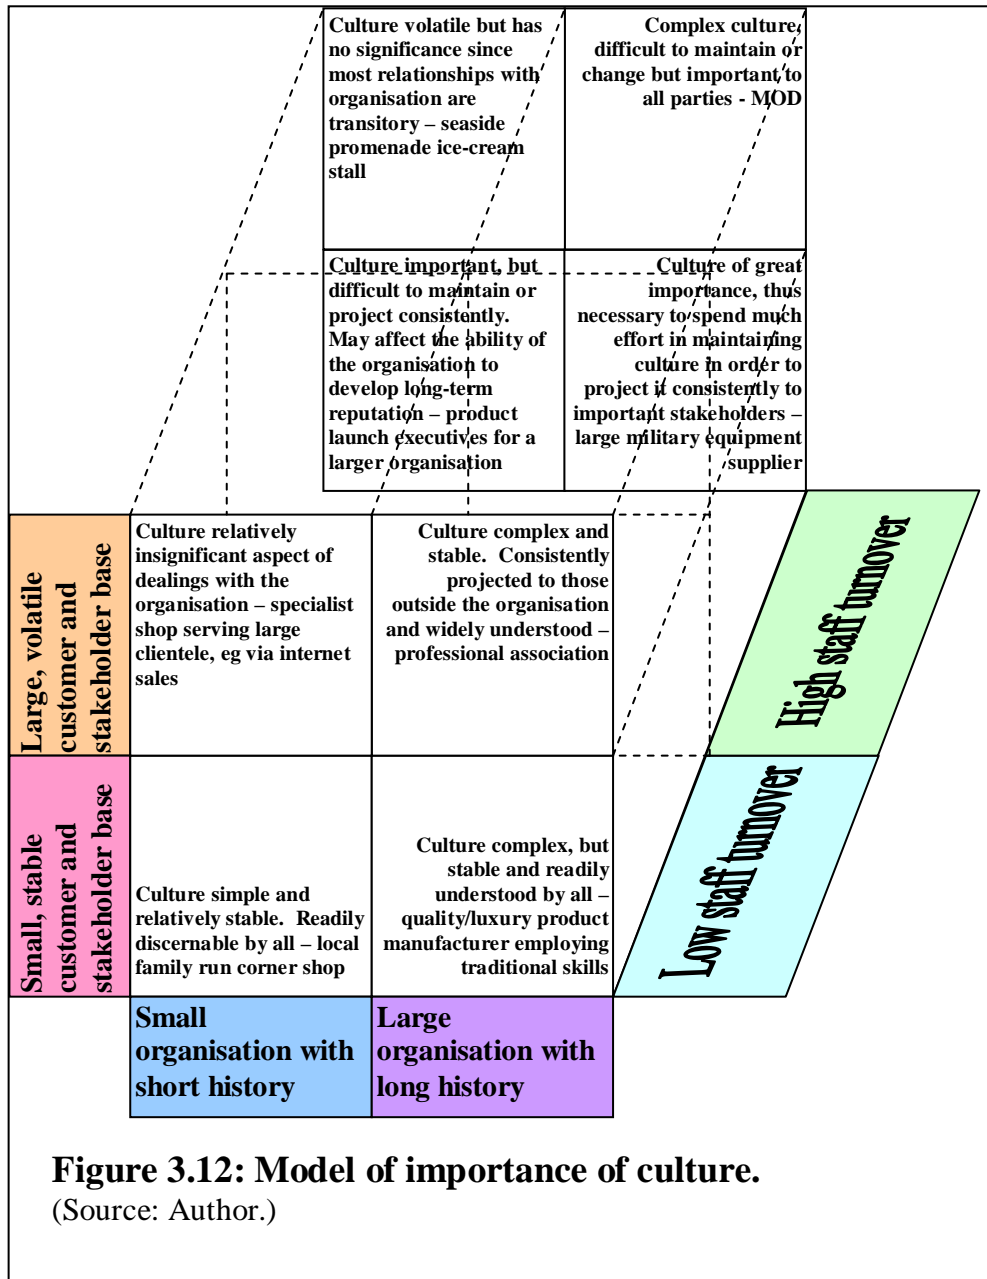 Culture volatile but has
no significance since
most relationships with
organisation are
transitory – seaside
promenade ice-cream
stall
Complex culture,
difficult to maintain or
change but important to
all parties - MOD
Culture important, but
difficult to maintain or
project consistently.
May affect the ability of
the organisation to
develop long-term
reputation – product
launch executives for a
larger organisation
Culture of great
importance, thus
necessary to spend much
effort in maintaining
culture in order to
project it consistently to
important stakeholders –
large military equipment
supplier
Large, volatile
customer and
stakeholder base
Culture relatively
insignificant aspect of
dealings with the
organisation – specialist
shop serving large
clientele, eg via internet
sales
Culture complex and
stable.  Consistently
projected to those
outside the organisation
and widely understood –
professional association
High staff turnover
Small, stable
customer and
stakeholder base
Culture simple and
relatively stable.  Readily
discernable by all – local
family run corner shop
Culture complex, but
stable and readily
understood by all –
quality/luxury product
manufacturer employing
traditional skills
Low staff turnover
Small
organisation with
short history
Large
organisation with
long history
Figure 3.12: Model of importance of culture.
(Source: Author.)